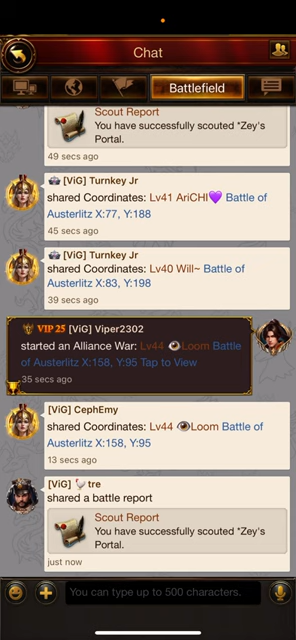 Chat
Battlefield
Scout Report
You have successfully scouted *Zey's
Portal.
49 secs ago
[ViG] Turnkey Jr
shared Coordinates: Lv41 AriCHI💜 Battle of
Austerlitz X:77, Y:188
45 secs ago
[ViG] Turnkey Jr
shared Coordinates: Lv40 Will~ Battle of
Austerlitz X:83, Y:198
39 secs ago
VIP 25 [ViG] Viper2302
started an Alliance War: Lv44 👁Loom Battle
of Austerlitz X:158, Y:95 Tap to View
35 secs ago
[ViG] CephEmy
shared Coordinates: Lv44 👁Loom Battle of
Austerlitz X:158, Y:95
13 secs ago
[ViG] 🐓tre
shared a battle report
Scout Report
You have successfully scouted *Zey's
Portal.
just now
You can type up to 500 characters.